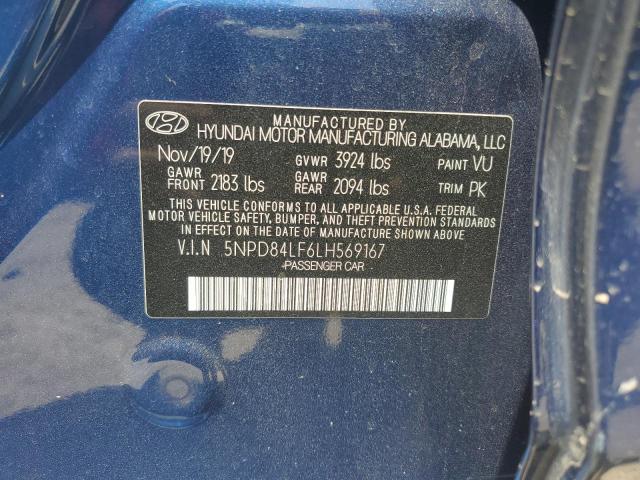 MANUFACTURED BY
HYUNDAI MOTOR MANUFACTURING ALABAMA, LLC
Nov/19/19 GVWR 3924 lbs PAINT VU
GAWR FRONT 2183 lbs GAWR REAR 2094 lbs TRIM PK
THIS VEHICLE CONFORMS TO ALL APPLICABLE U.S.A. FEDERAL
MOTOR VEHICLE SAFETY, BUMPER, AND THEFT PREVENTION STANDARDS
IN EFFECT ON THE DATE OF MANUFACTURE SHOWN ABOVE.
V.I.N 5NPD84LF6LH569167
-PASSENGER CAR